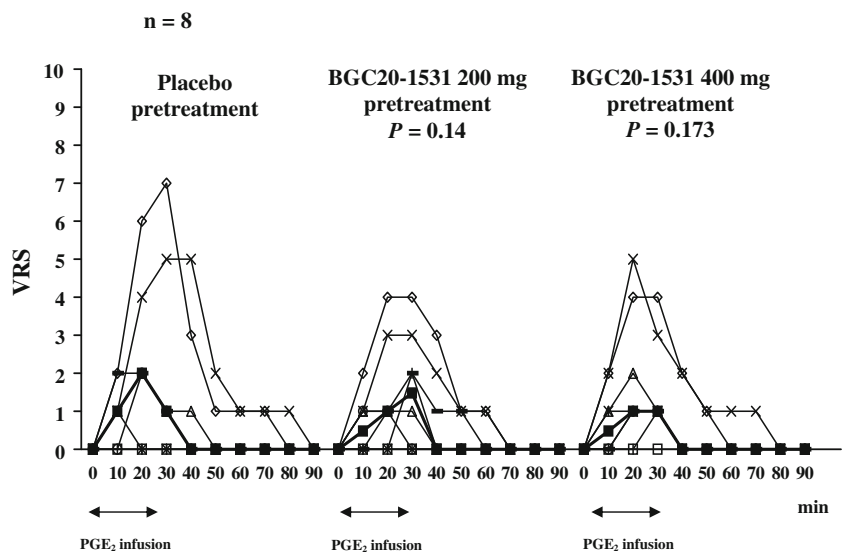 n = 8
Placebo
pretreatment
BGC20-1531 200 mg
pretreatment
P = 0.14
BGC20-1531 400 mg
pretreatment
P = 0.173
VRS
10
9
8
7
6
5
4
3
2
1
0
0 10 20 30 40 50 60 70 80 90 0 10 20 30 40 50 60 70 80 90 0 10 20 30 40 50 60 70 80 90
min
PGE₂ infusion PGE₂ infusion PGE₂ infusion